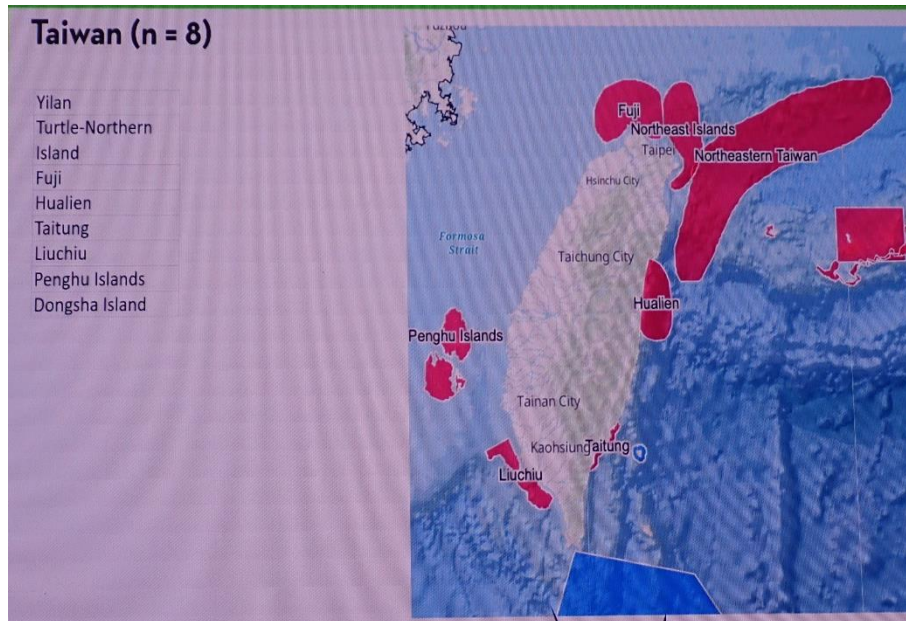 Taiwan (n = 8)
Yilan
Turtle-Northern
Island
Fuji
Hualien
Taitung
Liuchiu
Penghu Islands
Dongsha Island
Fuji
Northeast Islands
Taipei
Northeastern Taiwan
Hsinchu City
Formosa
Strait
Taichung City
Hualien
Penghu Islands
Tainan City
Kaohsiung
Taitung
Liuchiu